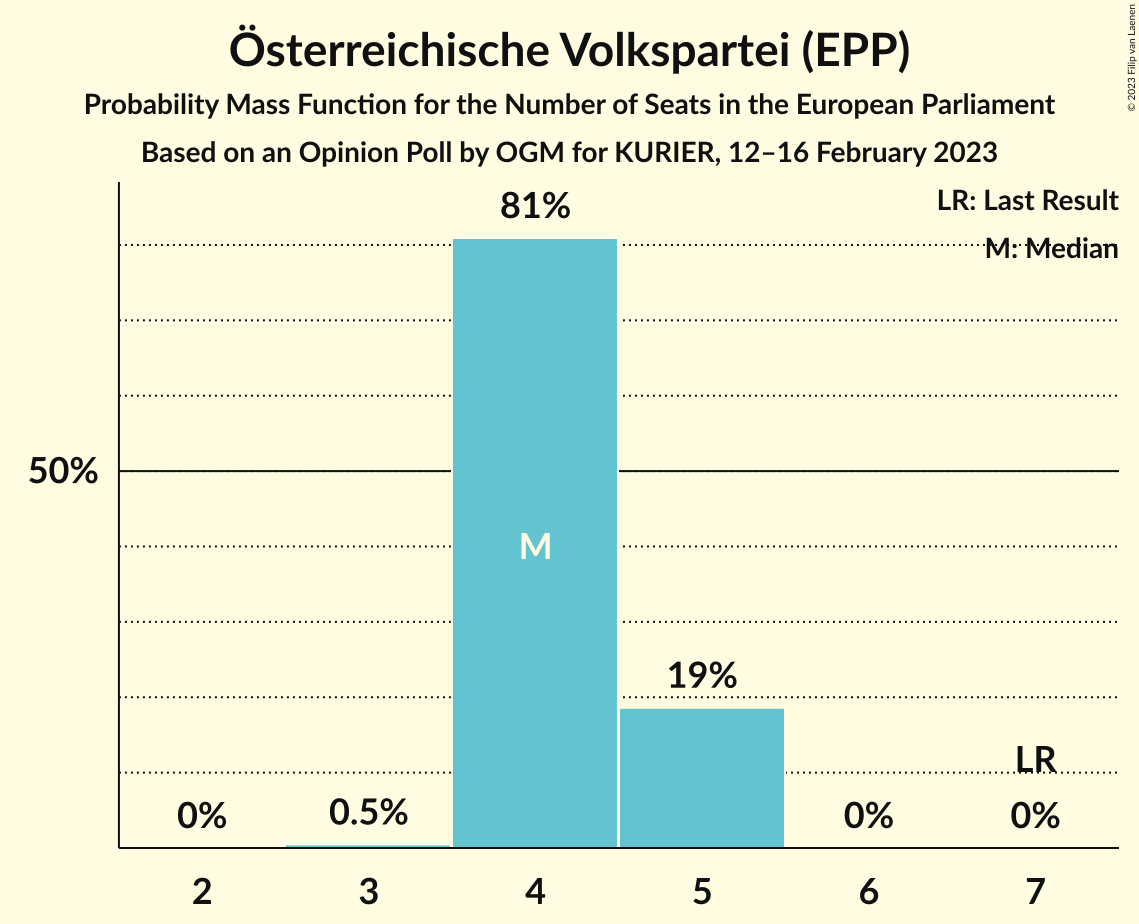 Österreichische Volkspartei (EPP)
Probability Mass Function for the Number of Seats in the European Parliament
Based on an Opinion Poll by OGM for KURIER, 12–16 February 2023
© 2023 Filip van Laenen
LR: Last Result
M: Median
81%
50%
M
19%
LR
0%
0.5%
0%
0%
2
3
4
5
6
7